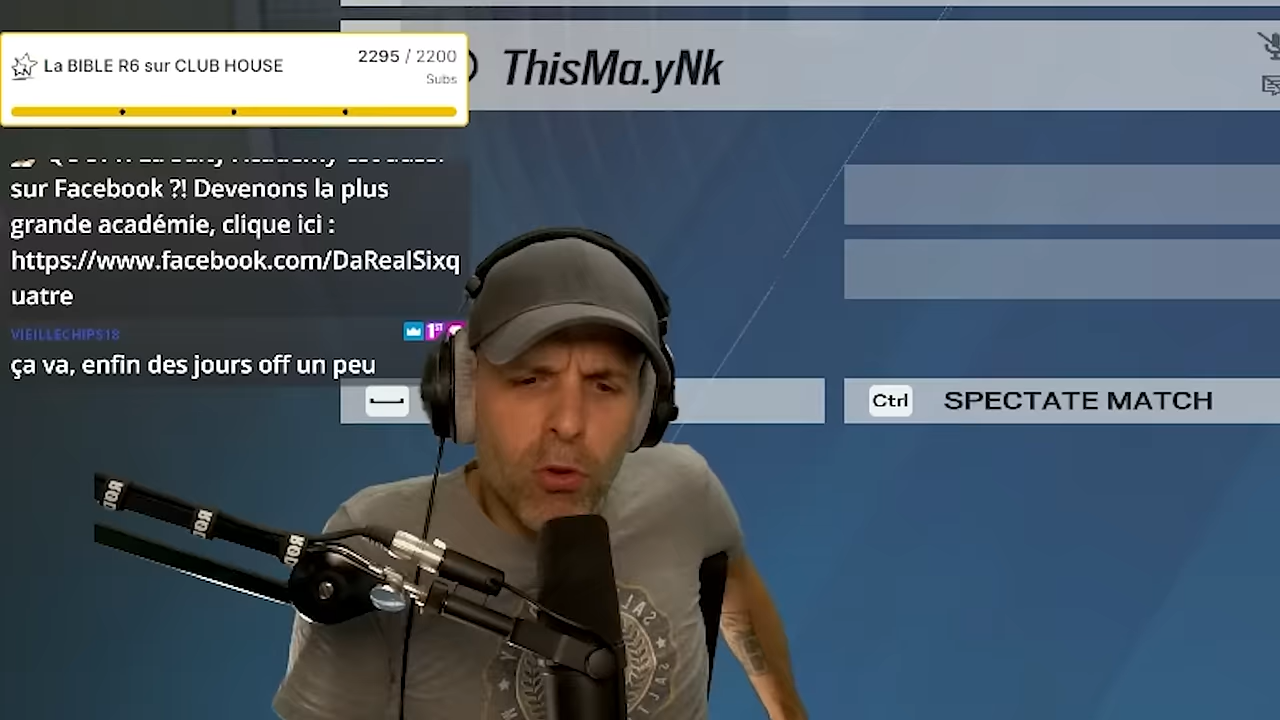 La BIBLE R6 sur CLUB HOUSE
2295 / 2200
Subs
ThisMa.yNk
sur Facebook ?! Devenons la plus
grande académie, clique ici :
https://www.facebook.com/DaRealSixq
uatre
VIEILLECHIPS18
1ST
ça va, enfin des jours off un peu
Ctrl SPECTATE MATCH